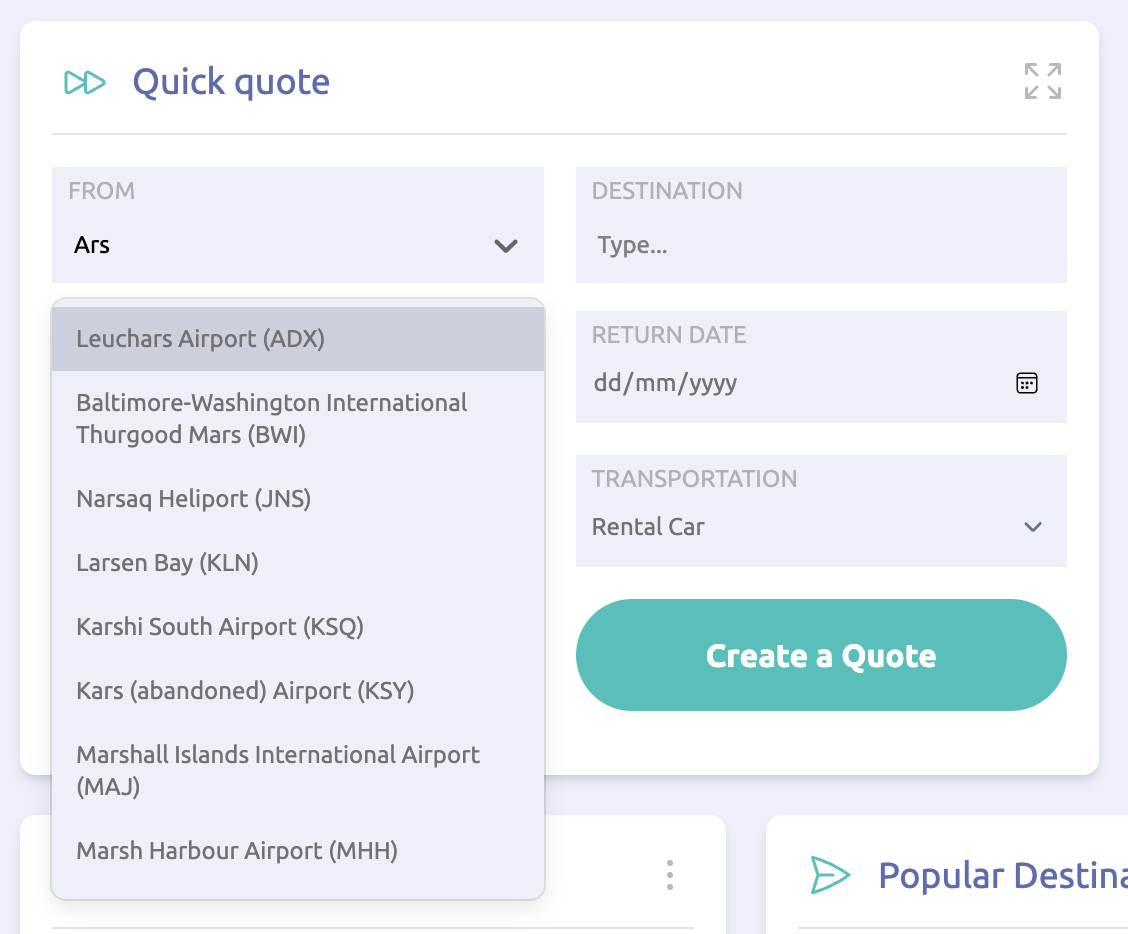 Quick quote
FROM
Ars
Leuchars Airport (ADX)
Baltimore-Washington International
Thurgood Mars (BWI)
Narsaq Heliport (JNS)
Larsen Bay (KLN)
Karshi South Airport (KSQ)
Kars (abandoned) Airport (KSY)
Marshall Islands International Airport
(MAJ)
Marsh Harbour Airport (MHH)
DESTINATION
Type...
RETURN DATE
dd/mm/yyyy
TRANSPORTATION
Rental Car
Create a Quote
Popular Destina